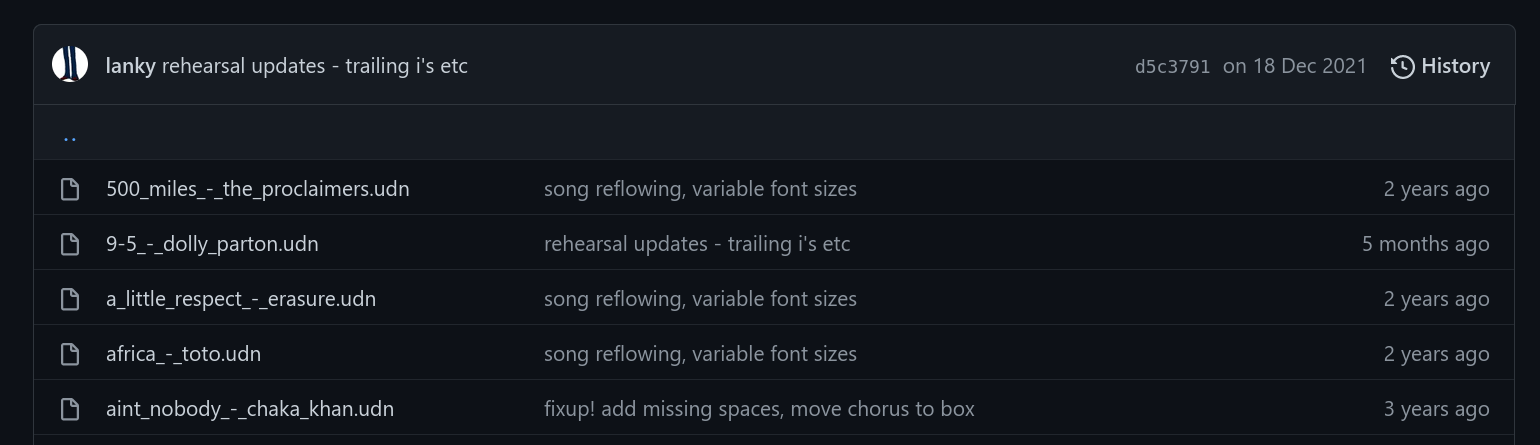 lanky rehearsal updates - trailing i's etc d5c3791 on 18 Dec 2021 History
..
500_miles_-_the_proclaimers.udn song reflowing, variable font sizes 2 years ago
9-5_-_dolly_parton.udn rehearsal updates - trailing i's etc 5 months ago
a_little_respect_-_erasure.udn song reflowing, variable font sizes 2 years ago
africa_-_toto.udn song reflowing, variable font sizes 2 years ago
aint_nobody_-_chaka_khan.udn fixup! add missing spaces, move chorus to box 3 years ago